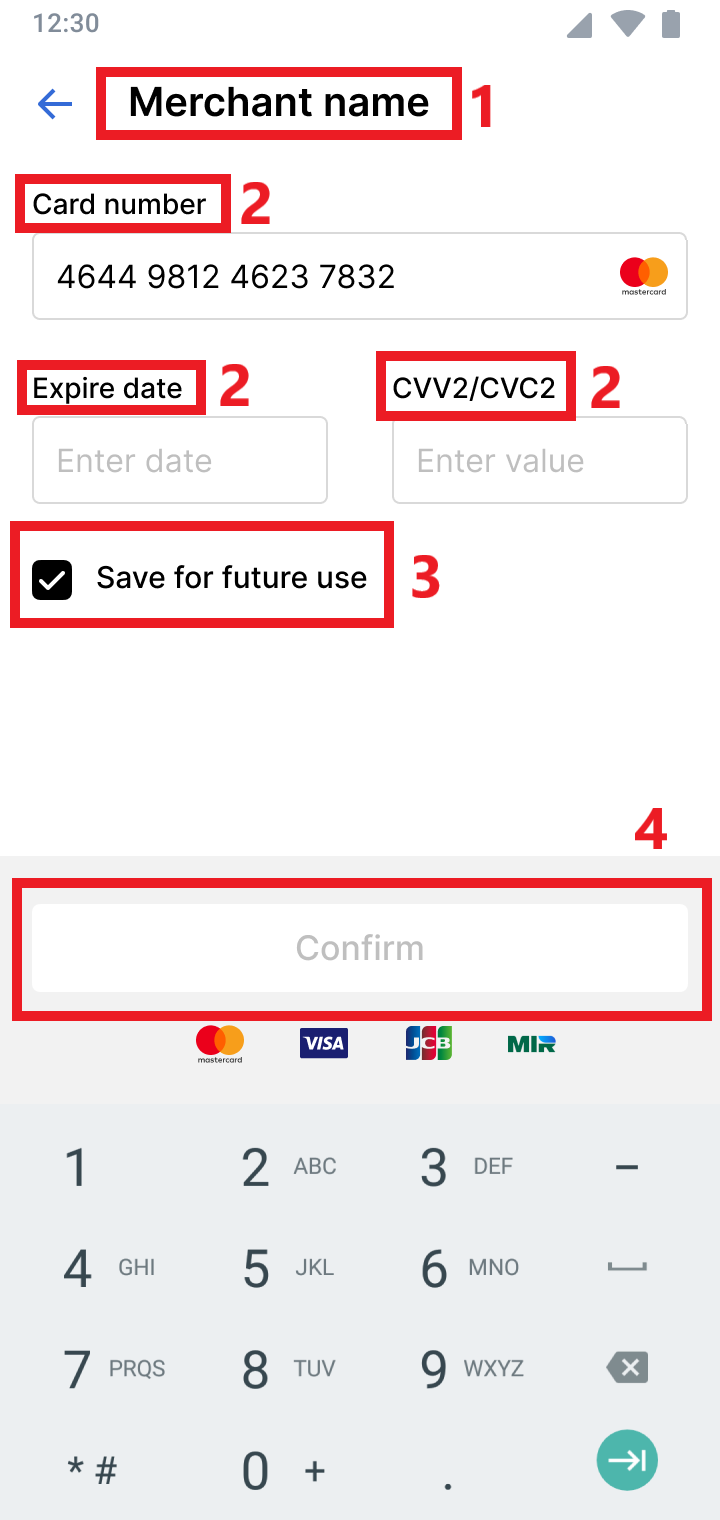 12:30
Merchant name 1
Card number 2
4644 9812 4623 7832 mastercard
Expire date 2 CVV2/CVC2 2
Enter date Enter value
Save for future use 3
4
Confirm
mastercard VISA JCB MIR
1 2 ABC 3 DEF –
4 GHI 5 JKL 6 MNO
7 PRQS 8 TUV 9 WXYZ
* # 0 + .